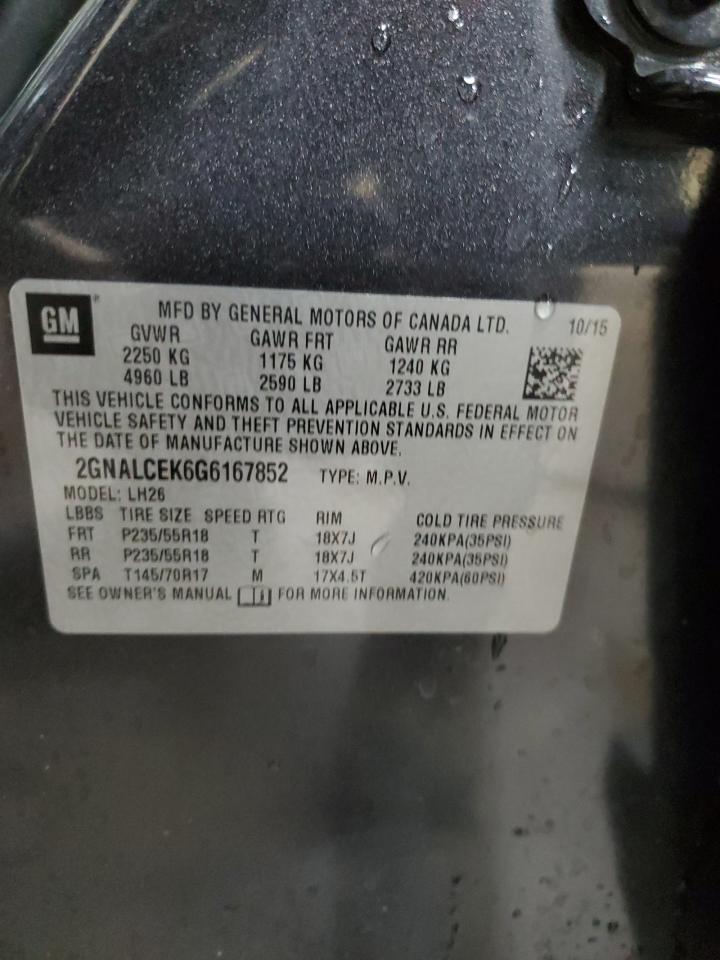 GM ® MFD BY GENERAL MOTORS OF CANADA LTD. 10/15
GVWR GAWR FRT GAWR RR
2250 KG 1175 KG 1240 KG
4960 LB 2590 LB 2733 LB
THIS VEHICLE CONFORMS TO ALL APPLICABLE U.S. FEDERAL MOTOR
VEHICLE SAFETY AND THEFT PREVENTION STANDARDS IN EFFECT ON
THE DATE OF MANUFACTURE SHOWN ABOVE.
2GNALCEK6G6167852 TYPE: M.P.V.
MODEL: LH26
LBBS TIRE SIZE SPEED RTG RIM COLD TIRE PRESSURE
FRT P235/55R18 T 18X7J 240KPA(35PSI)
RR P235/55R18 T 18X7J 240KPA(35PSI)
SPA T145/70R17 M 17X4.5T 420KPA(60PSI)
SEE OWNER'S MANUAL FOR MORE INFORMATION.